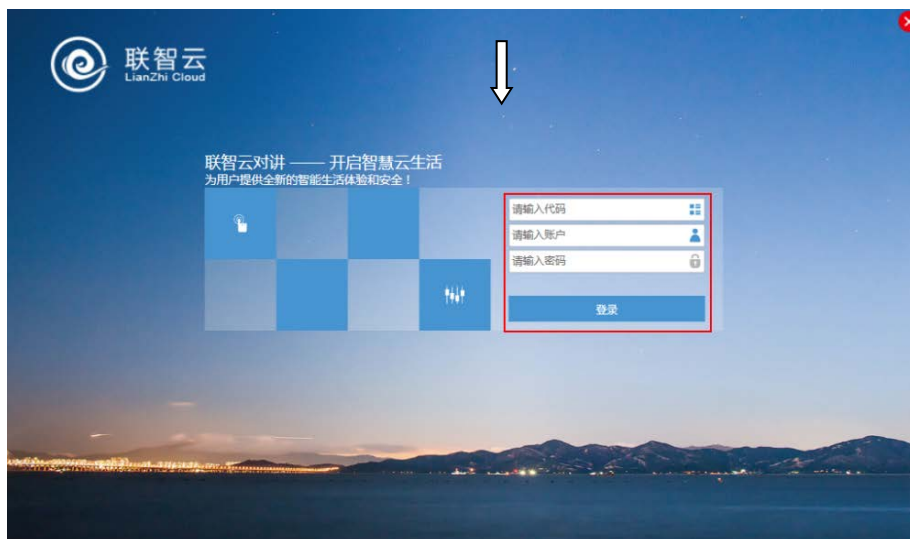 联智云
LianZhi Cloud
联智云对讲 —— 开启智慧云生活
为用户提供全新的智能生活体验和安全！
请输入代码
请输入账户
请输入密码
登录